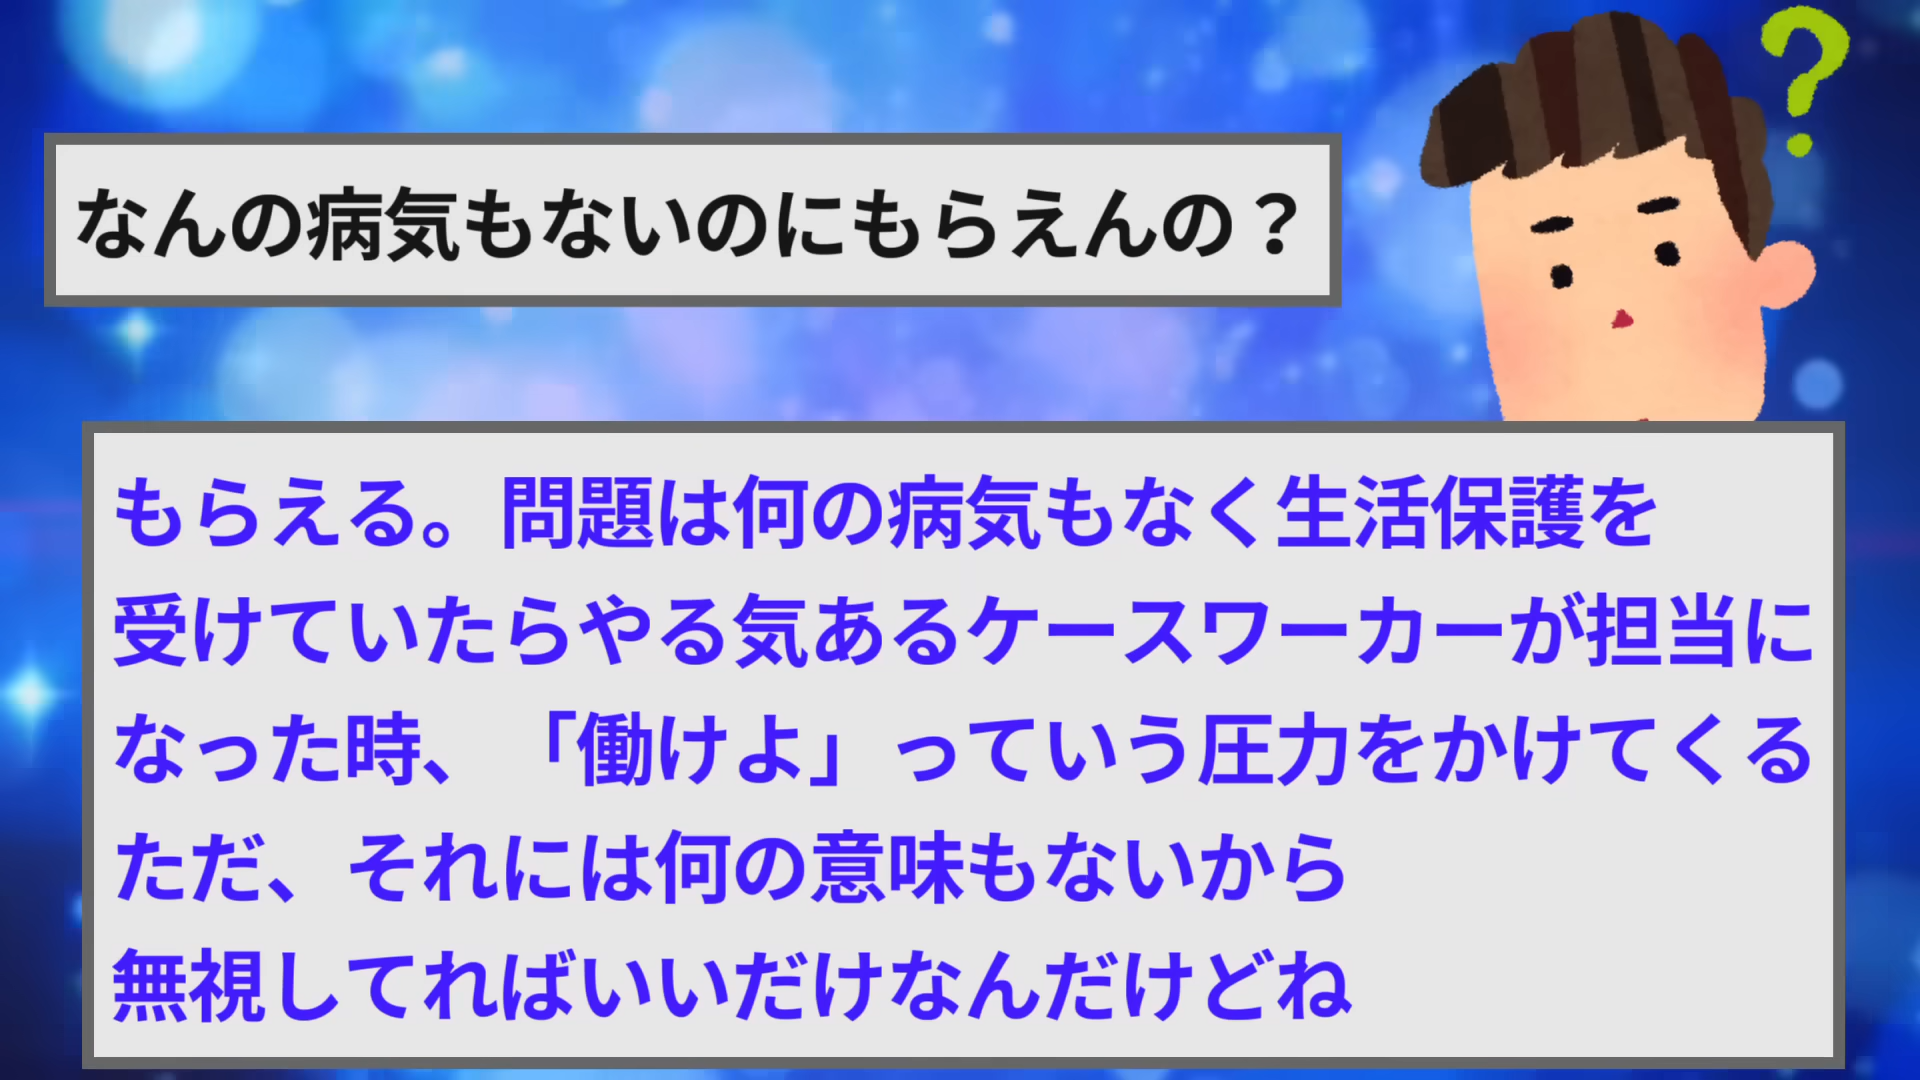 なんの病気もないのにもらえんの？
?
もらえる。問題は何の病気もなく生活保護を
受けていたらやる気あるケースワーカーが担当に
なった時、「働けよ」っていう圧力をかけてくる
ただ、それには何の意味もないから
無視してればいいだけなんだけどね